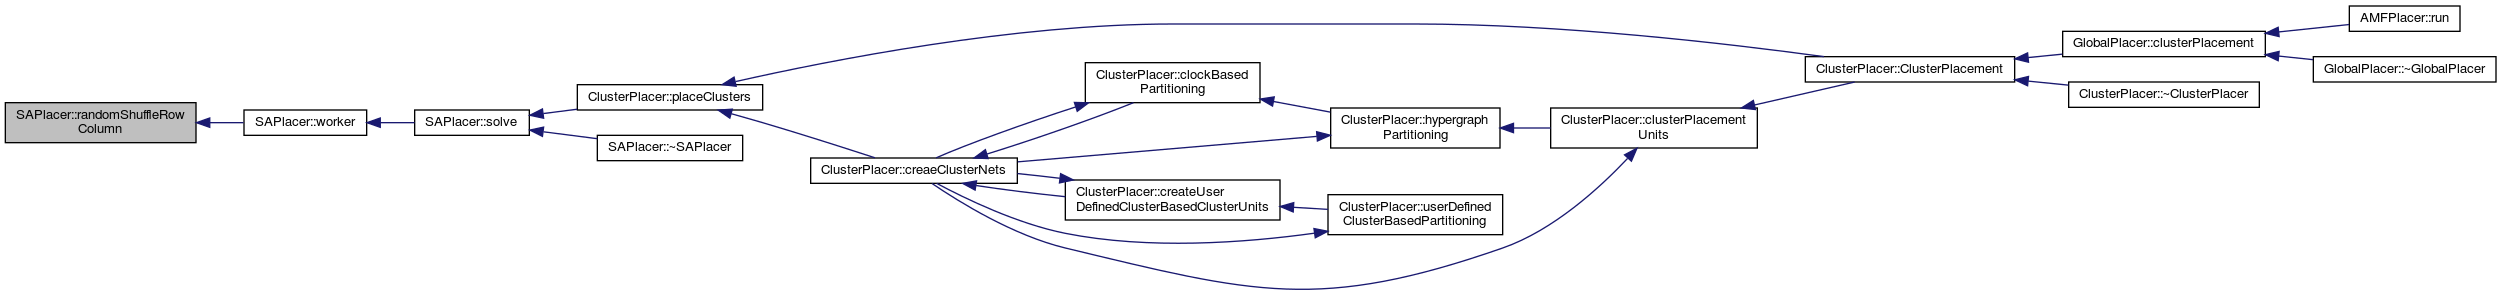 SAPlacer::randomShuffleRow
Column
SAPlacer::worker
SAPlacer::solve
ClusterPlacer::placeClusters
SAPlacer::~SAPlacer
ClusterPlacer::creaeClusterNets
ClusterPlacer::clockBased
Partitioning
ClusterPlacer::createUser
DefinedClusterBasedClusterUnits
ClusterPlacer::hypergraph
Partitioning
ClusterPlacer::userDefined
ClusterBasedPartitioning
ClusterPlacer::clusterPlacement
Units
ClusterPlacer::ClusterPlacement
GlobalPlacer::clusterPlacement
ClusterPlacer::~ClusterPlacer
AMFPlacer::run
GlobalPlacer::~GlobalPlacer